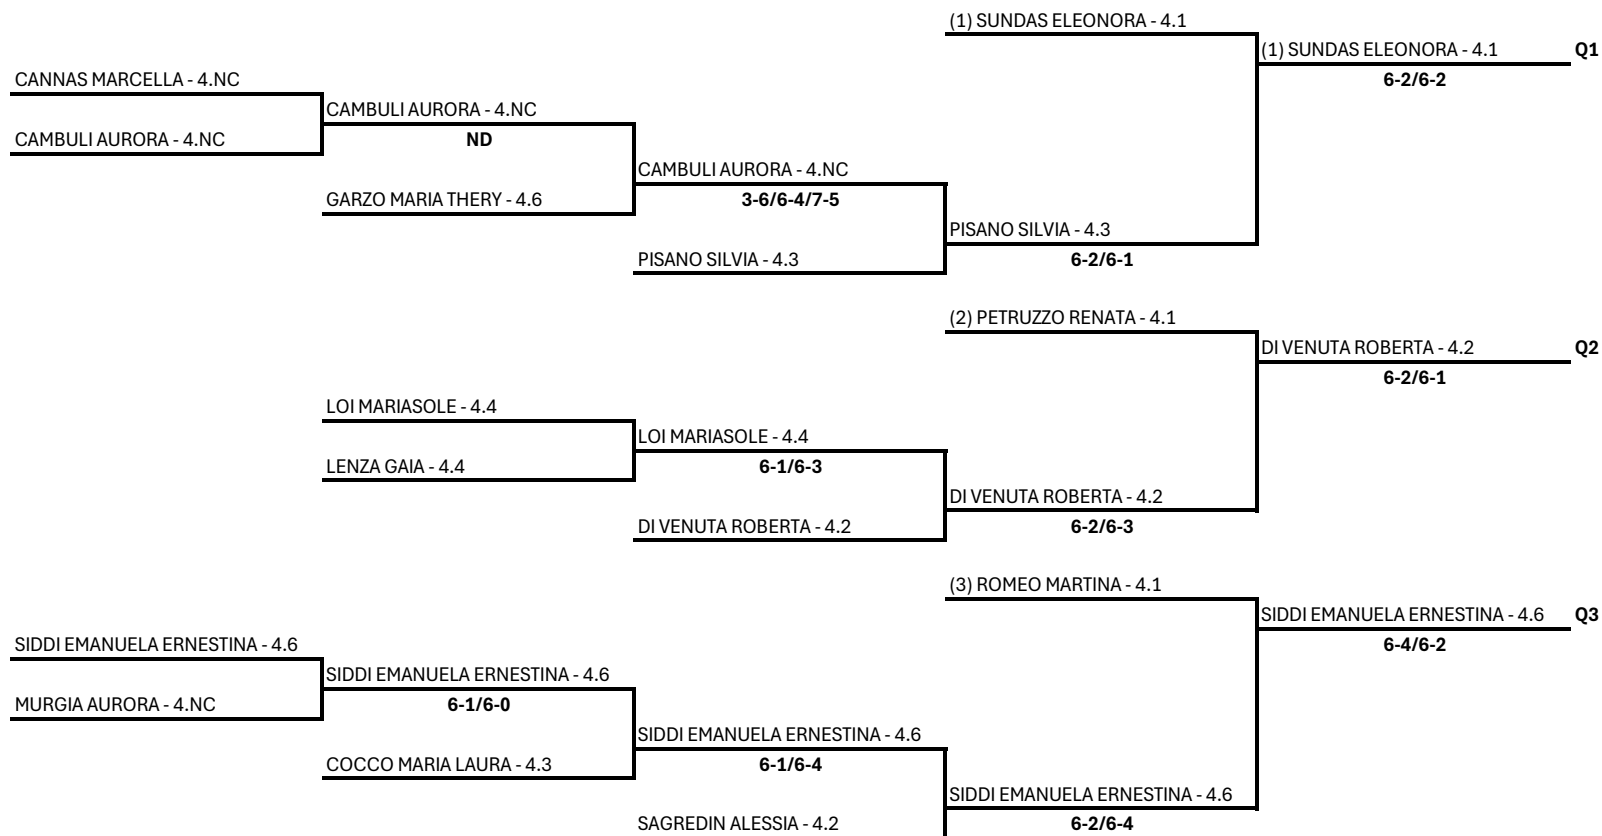 (1) SUNDAS ELEONORA - 4.1
(1) SUNDAS ELEONORA - 4.1 Q1
CANNAS MARCELLA - 4.NC
6-2/6-2
CAMBULI AURORA - 4.NC
CAMBULI AURORA - 4.NC
ND
CAMBULI AURORA - 4.NC
GARZO MARIA THERY - 4.6
3-6/6-4/7-5
PISANO SILVIA - 4.3
PISANO SILVIA - 4.3
6-2/6-1
(2) PETRUZZO RENATA - 4.1
DI VENUTA ROBERTA - 4.2 Q2
6-2/6-1
LOI MARIASOLE - 4.4
LOI MARIASOLE - 4.4
LENZA GAIA - 4.4
6-1/6-3
DI VENUTA ROBERTA - 4.2
DI VENUTA ROBERTA - 4.2
6-2/6-3
(3) ROMEO MARTINA - 4.1
SIDDI EMANUELA ERNESTINA - 4.6 Q3
SIDDI EMANUELA ERNESTINA - 4.6
6-4/6-2
SIDDI EMANUELA ERNESTINA - 4.6
MURGIA AURORA - 4.NC
6-1/6-0
SIDDI EMANUELA ERNESTINA - 4.6
COCCO MARIA LAURA - 4.3
6-1/6-4
SIDDI EMANUELA ERNESTINA - 4.6
SAGREDIN ALESSIA - 4.2
6-2/6-4